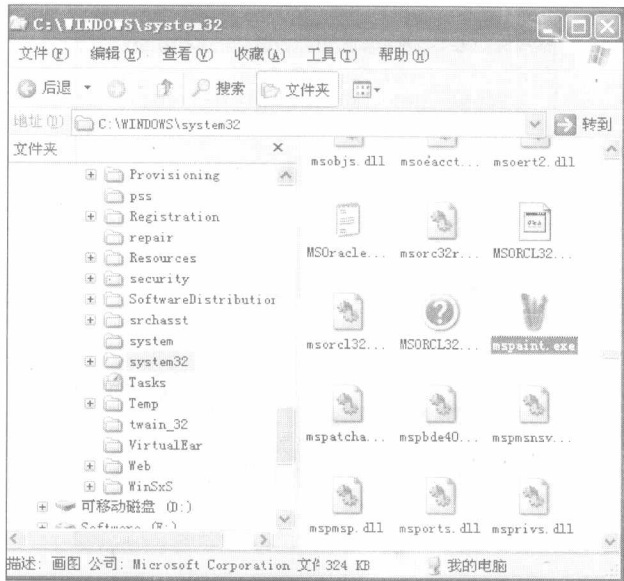 C:\WINDOWS\system32
文件(F) 编辑(E) 查看(V) 收藏(A) 工具(T) 帮助(H)
后退 搜索 文件夹
地址(D) C:\WINDOWS\system32 转到
文件夹
Provisioning
pss
Registration
repair
Resources
security
SoftwareDistribution
srchasst
system
system32
Tasks
Temp
twain_32
VirtualEar
Web
WinSxS
可移动磁盘 (D:)
Software (E:)
msobjs.dll msoeacct... msoert2.dll
MSOracle... msorc32r... MSORCL32...
msorcl32... MSORCL32... mspaint.exe
mspatcha... mspbde40... mspmsnsv...
mspmsp.dll msports.dll msprivs.dll
描述: 画图 公司: Microsoft Corporation 文件 324 KB 我的电脑